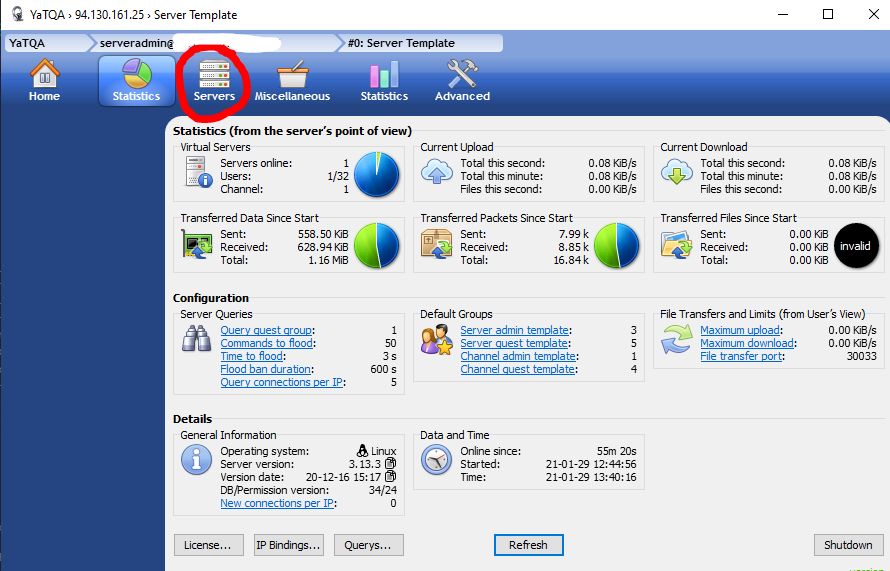 YaTQA › 94.130.161.25 › Server Template
YaTQA serveradmin@ #0: Server Template
Home Statistics Servers Miscellaneous Statistics Advanced
Statistics (from the server's point of view)
Virtual Servers
Servers online: 1
Users: 1/32
Channel: 1
Current Upload
Total this second: 0.08 KiB/s
Total this minute: 0.08 KiB/s
Files this second: 0.00 KiB/s
Current Download
Total this second: 0.08 KiB/s
Total this minute: 0.08 KiB/s
Files this second: 0.00 KiB/s
Transferred Data Since Start
Sent: 558.50 KiB
Received: 628.94 KiB
Total: 1.16 MiB
Transferred Packets Since Start
Sent: 7.99 k
Received: 8.85 k
Total: 16.84 k
Transferred Files Since Start
Sent: 0.00 KiB
Received: 0.00 KiB
Total: 0.00 KiB
invalid
Configuration
Server Queries
Query guest group: 1
Commands to flood: 50
Time to flood: 3 s
Flood ban duration: 600 s
Query connections per IP: 5
Default Groups
Server admin template: 3
Server guest template: 5
Channel admin template: 1
Channel guest template: 4
File Transfers and Limits (from User's View)
Maximum upload: 0.00 KiB/s
Maximum download: 0.00 KiB/s
File transfer port: 30033
Details
General Information
Operating system: Linux
Server version: 3.13.3
Version date: 20-12-16 15:17
DB/Permission version: 34/24
New connections per IP: 0
Data and Time
Online since: 55m 20s
Started: 21-01-29 12:44:56
Time: 21-01-29 13:40:16
License... IP Bindings... Querys... Refresh Shutdown